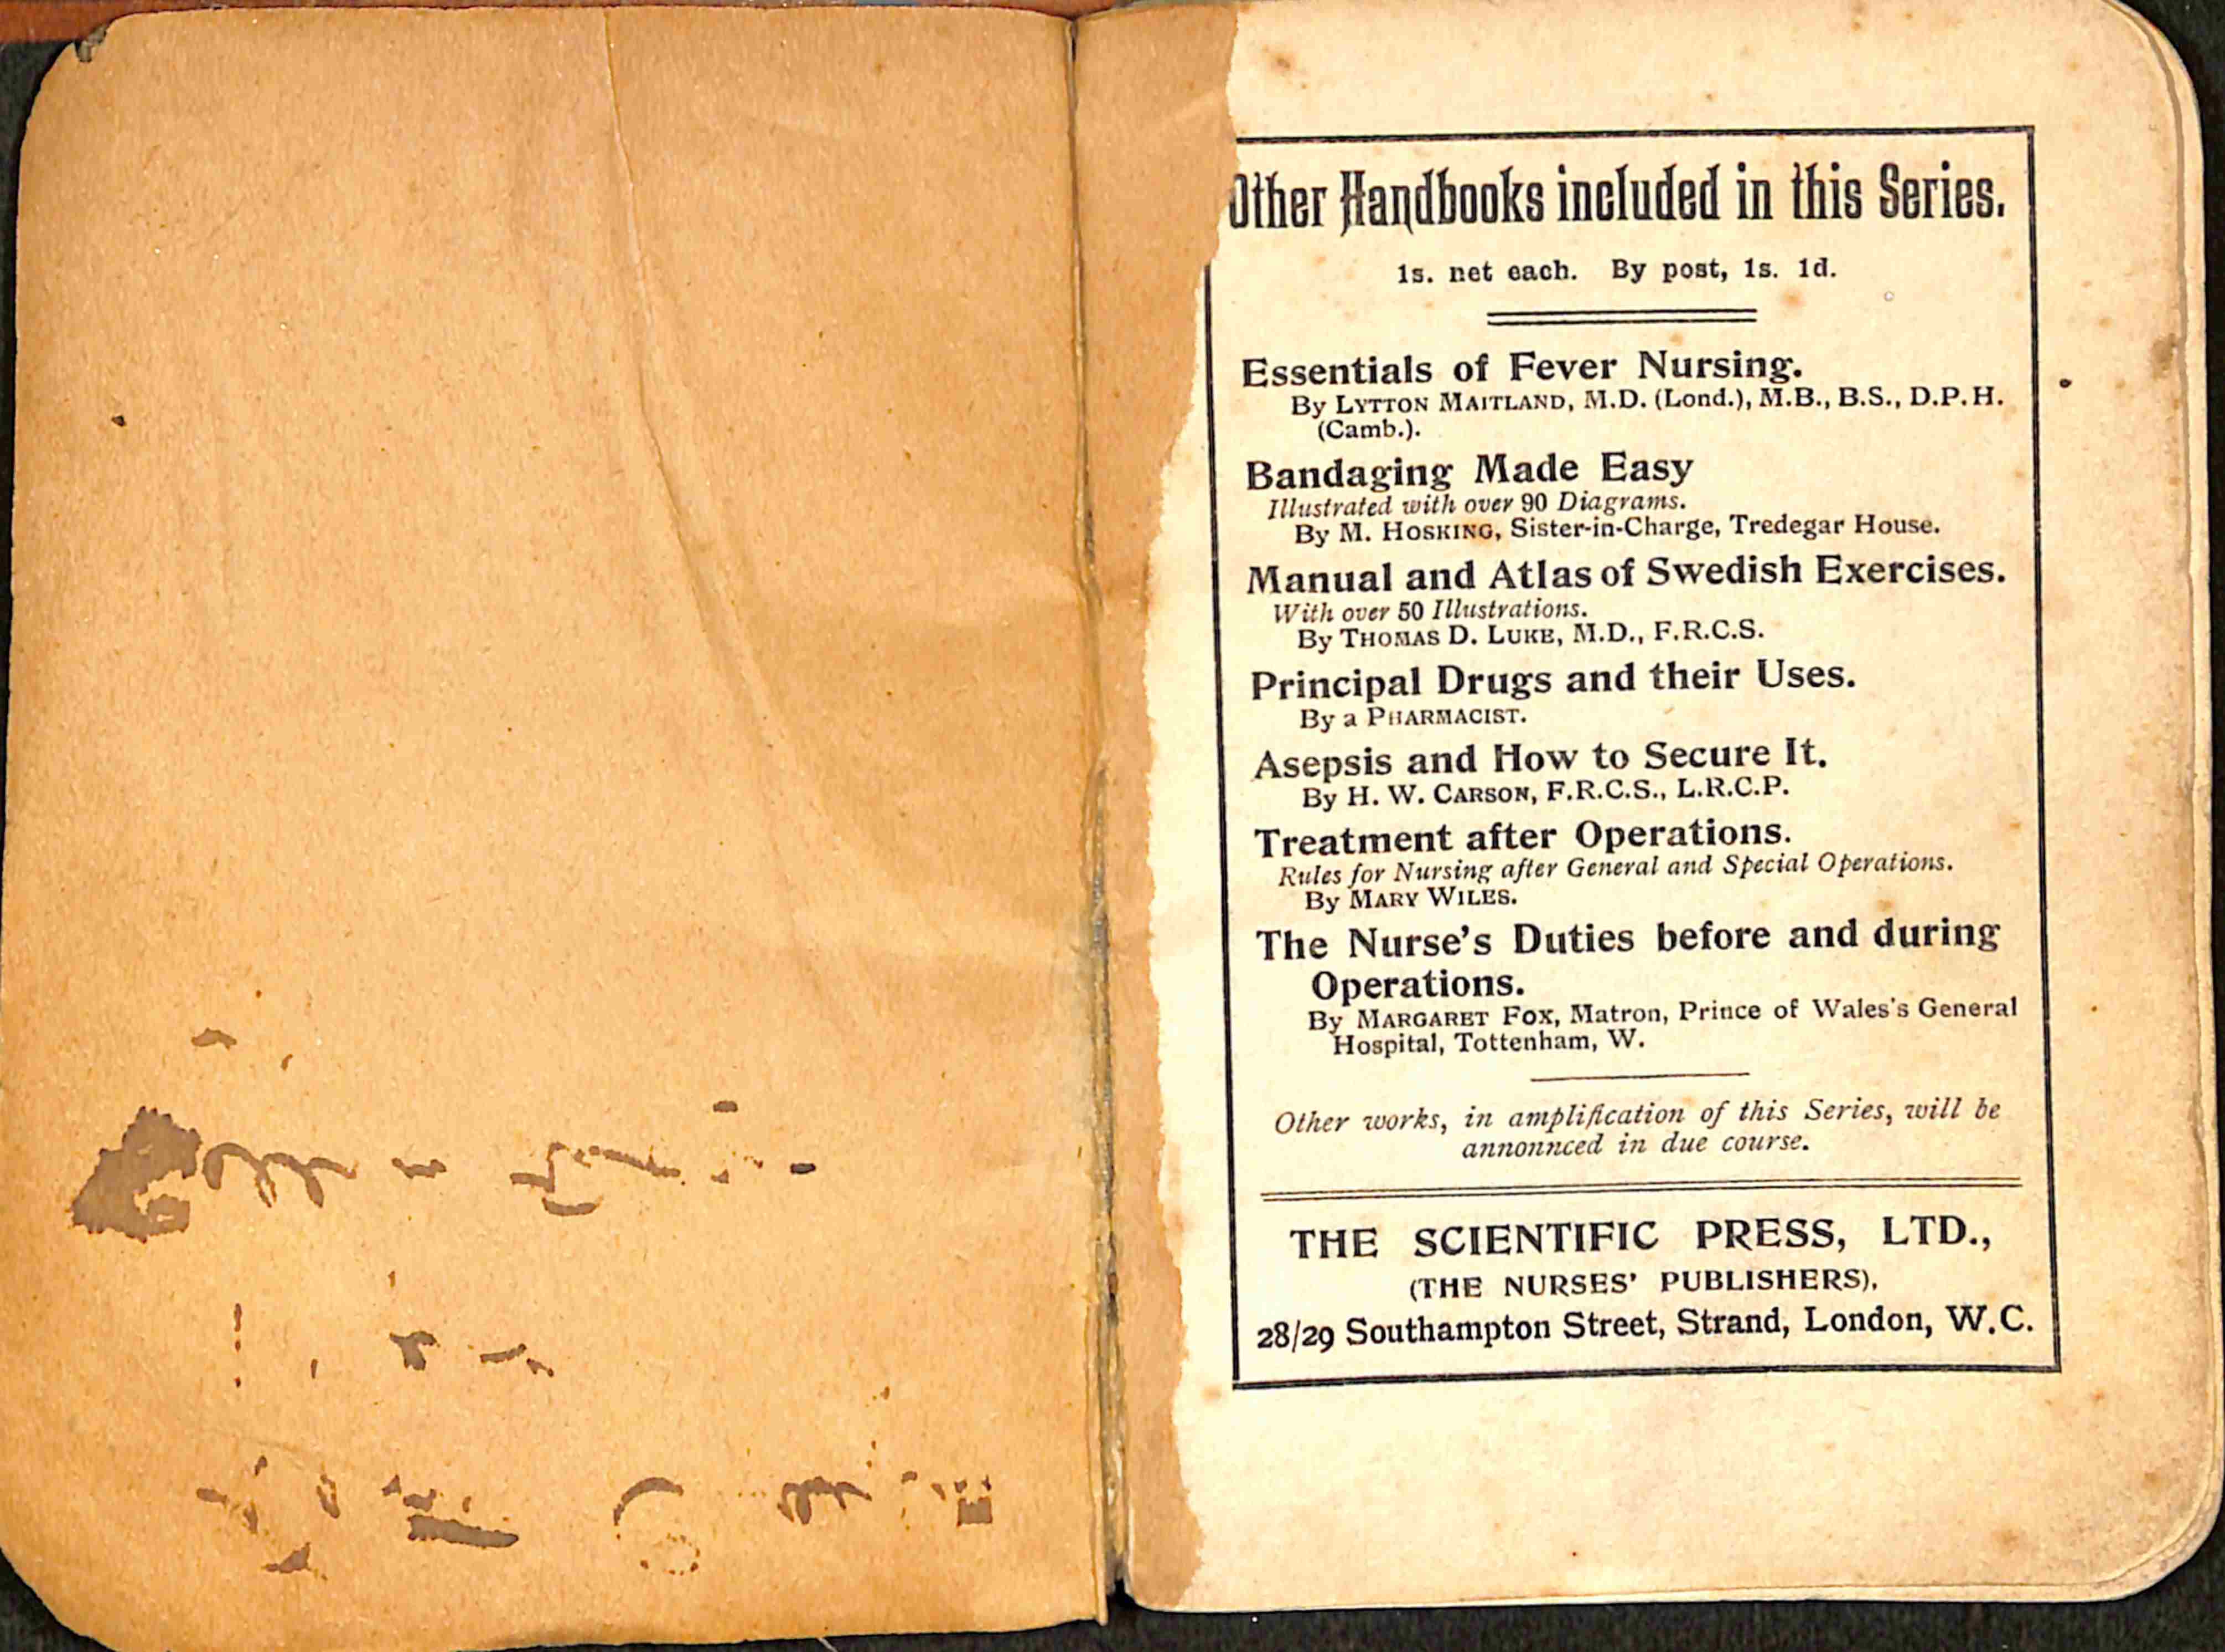 Other Handbooks included in this Series.
1s. net each. By post, 1s. 1d.
Essentials of Fever Nursing.
By LYTTON MAITLAND, M.D. (Lond.), M.B., B.S., D.P.H.
(Camb.).
Bandaging Made Easy
Illustrated with over 90 Diagrams.
By M. HOSKING, Sister-in-Charge, Tredegar House.
Manual and Atlas of Swedish Exercises.
With over 50 Illustrations.
By THOMAS D. LUKE, M.D., F.R.C.S.
Principal Drugs and their Uses.
By a PHARMACIST.
Asepsis and How to Secure It.
By H. W. CARSON, F.R.C.S., L.R.C.P.
Treatment after Operations.
Rules for Nursing after General and Special Operations.
By MARY WILES.
The Nurse's Duties before and during
Operations.
By MARGARET FOX, Matron, Prince of Wales's General
Hospital, Tottenham, W.
Other works, in amplification of this Series, will be
annonnced in due course.
THE SCIENTIFIC PRESS, LTD.,
(THE NURSES' PUBLISHERS),
28/29 Southampton Street, Strand, London, W.C.